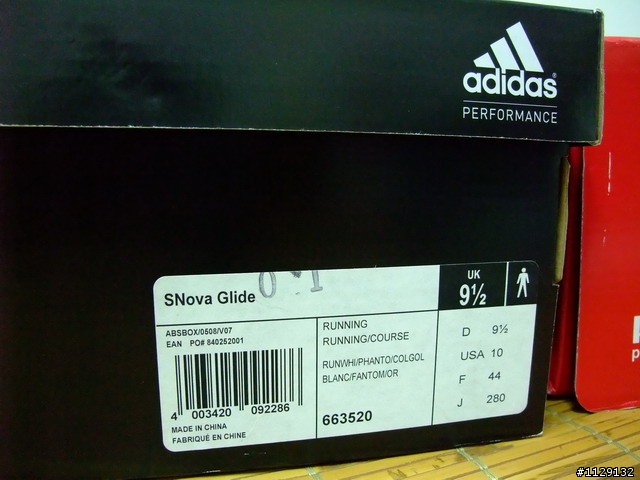 adidas®
PERFORMANCE
SNova Glide
UK
9½
ABSBOX/0508/V07
EAN PO# 840252001
4 003420 092286
MADE IN CHINA
FABRIQUÉ EN CHINE
RUNNING
RUNNING/COURSE
RUNWHI/PHANTO/COLGOL
BLANC/FANTOM/OR
663520
D 9½
USA 10
F 44
J 280
#1129132